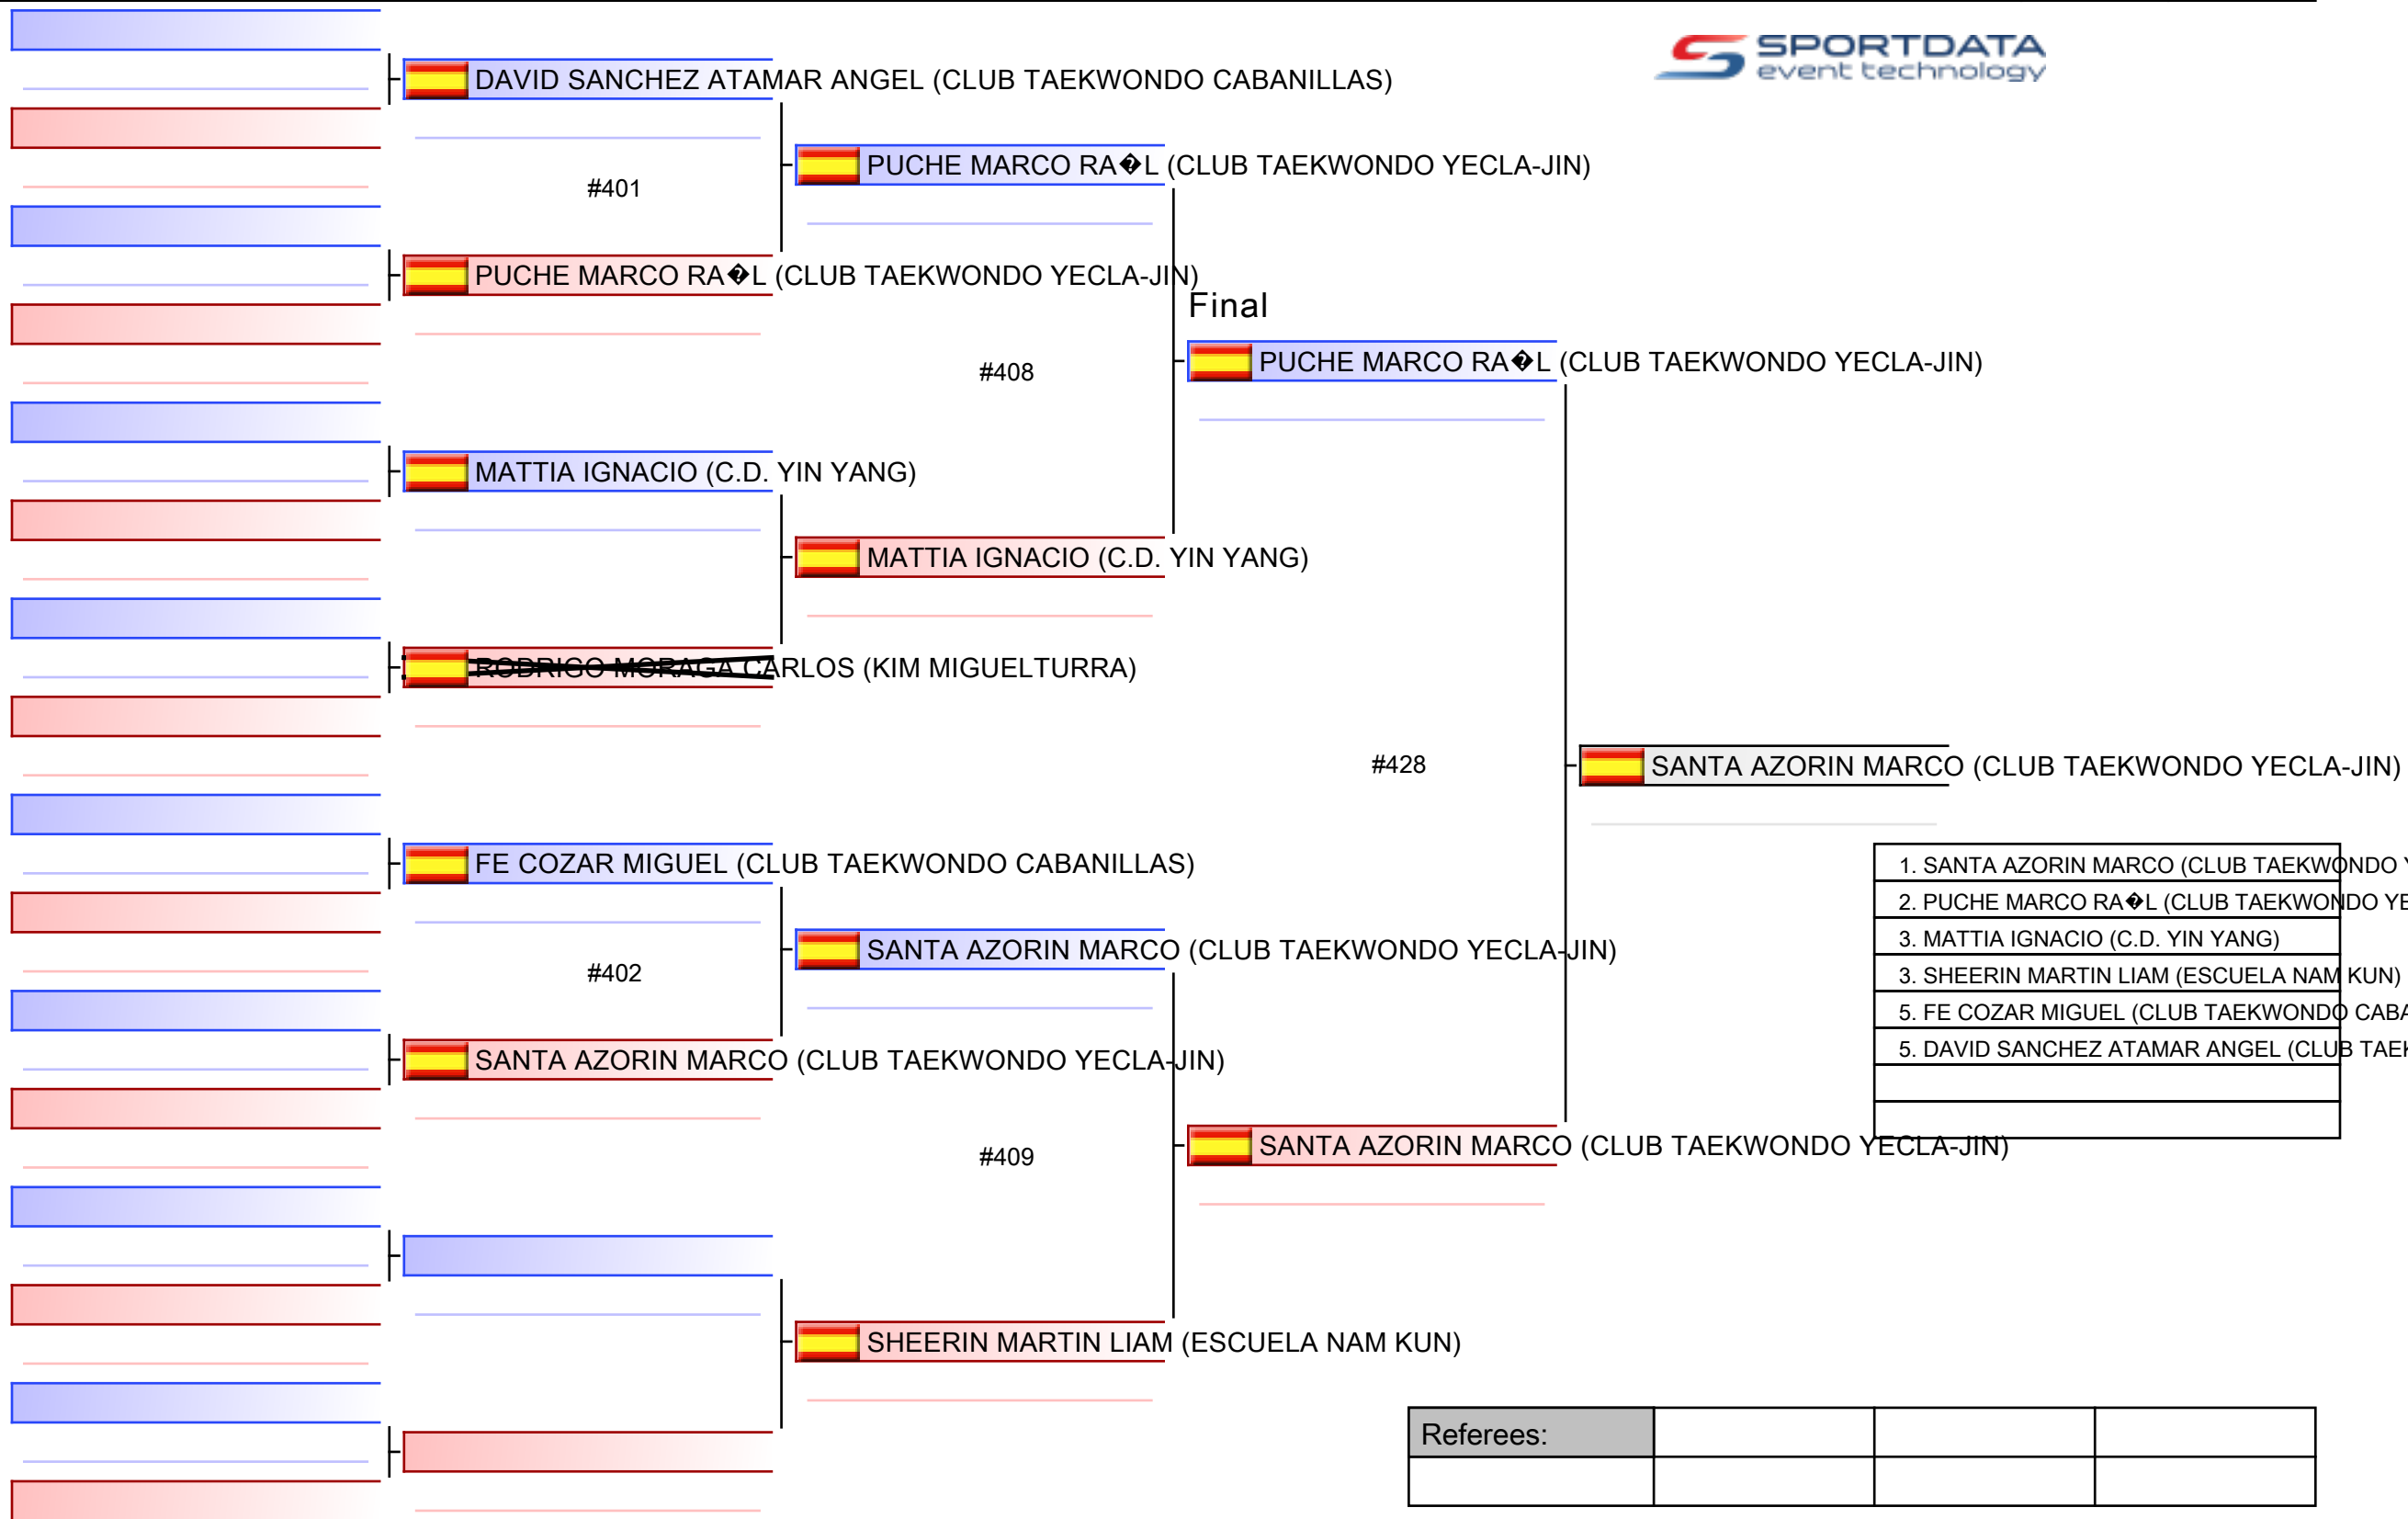 SPORTDATA
event technology
DAVID SANCHEZ ATAMAR ANGEL (CLUB TAEKWONDO CABANILLAS)
PUCHE MARCO RA�L (CLUB TAEKWONDO YECLA-JIN)
#401
PUCHE MARCO RA�L (CLUB TAEKWONDO YECLA-JIN)
Final
PUCHE MARCO RA�L (CLUB TAEKWONDO YECLA-JIN)
#408
MATTIA IGNACIO (C.D. YIN YANG)
MATTIA IGNACIO (C.D. YIN YANG)
RODRIGO MORAGA CARLOS (KIM MIGUELTURRA)
#428
SANTA AZORIN MARCO (CLUB TAEKWONDO YECLA-JIN)
FE COZAR MIGUEL (CLUB TAEKWONDO CABANILLAS)
SANTA AZORIN MARCO (CLUB TAEKWONDO YECLA-JIN)
#402
SANTA AZORIN MARCO (CLUB TAEKWONDO YECLA-JIN)
#409
SANTA AZORIN MARCO (CLUB TAEKWONDO YECLA-JIN)
SHEERIN MARTIN LIAM (ESCUELA NAM KUN)
1. SANTA AZORIN MARCO (CLUB TAEKWONDO
2. PUCHE MARCO RA�L (CLUB TAEKWONDO YE
3. MATTIA IGNACIO (C.D. YIN YANG)
3. SHEERIN MARTIN LIAM (ESCUELA NAM KUN)
5. FE COZAR MIGUEL (CLUB TAEKWONDO CABA
5. DAVID SANCHEZ ATAMAR ANGEL (CLUB TAE
Referees: